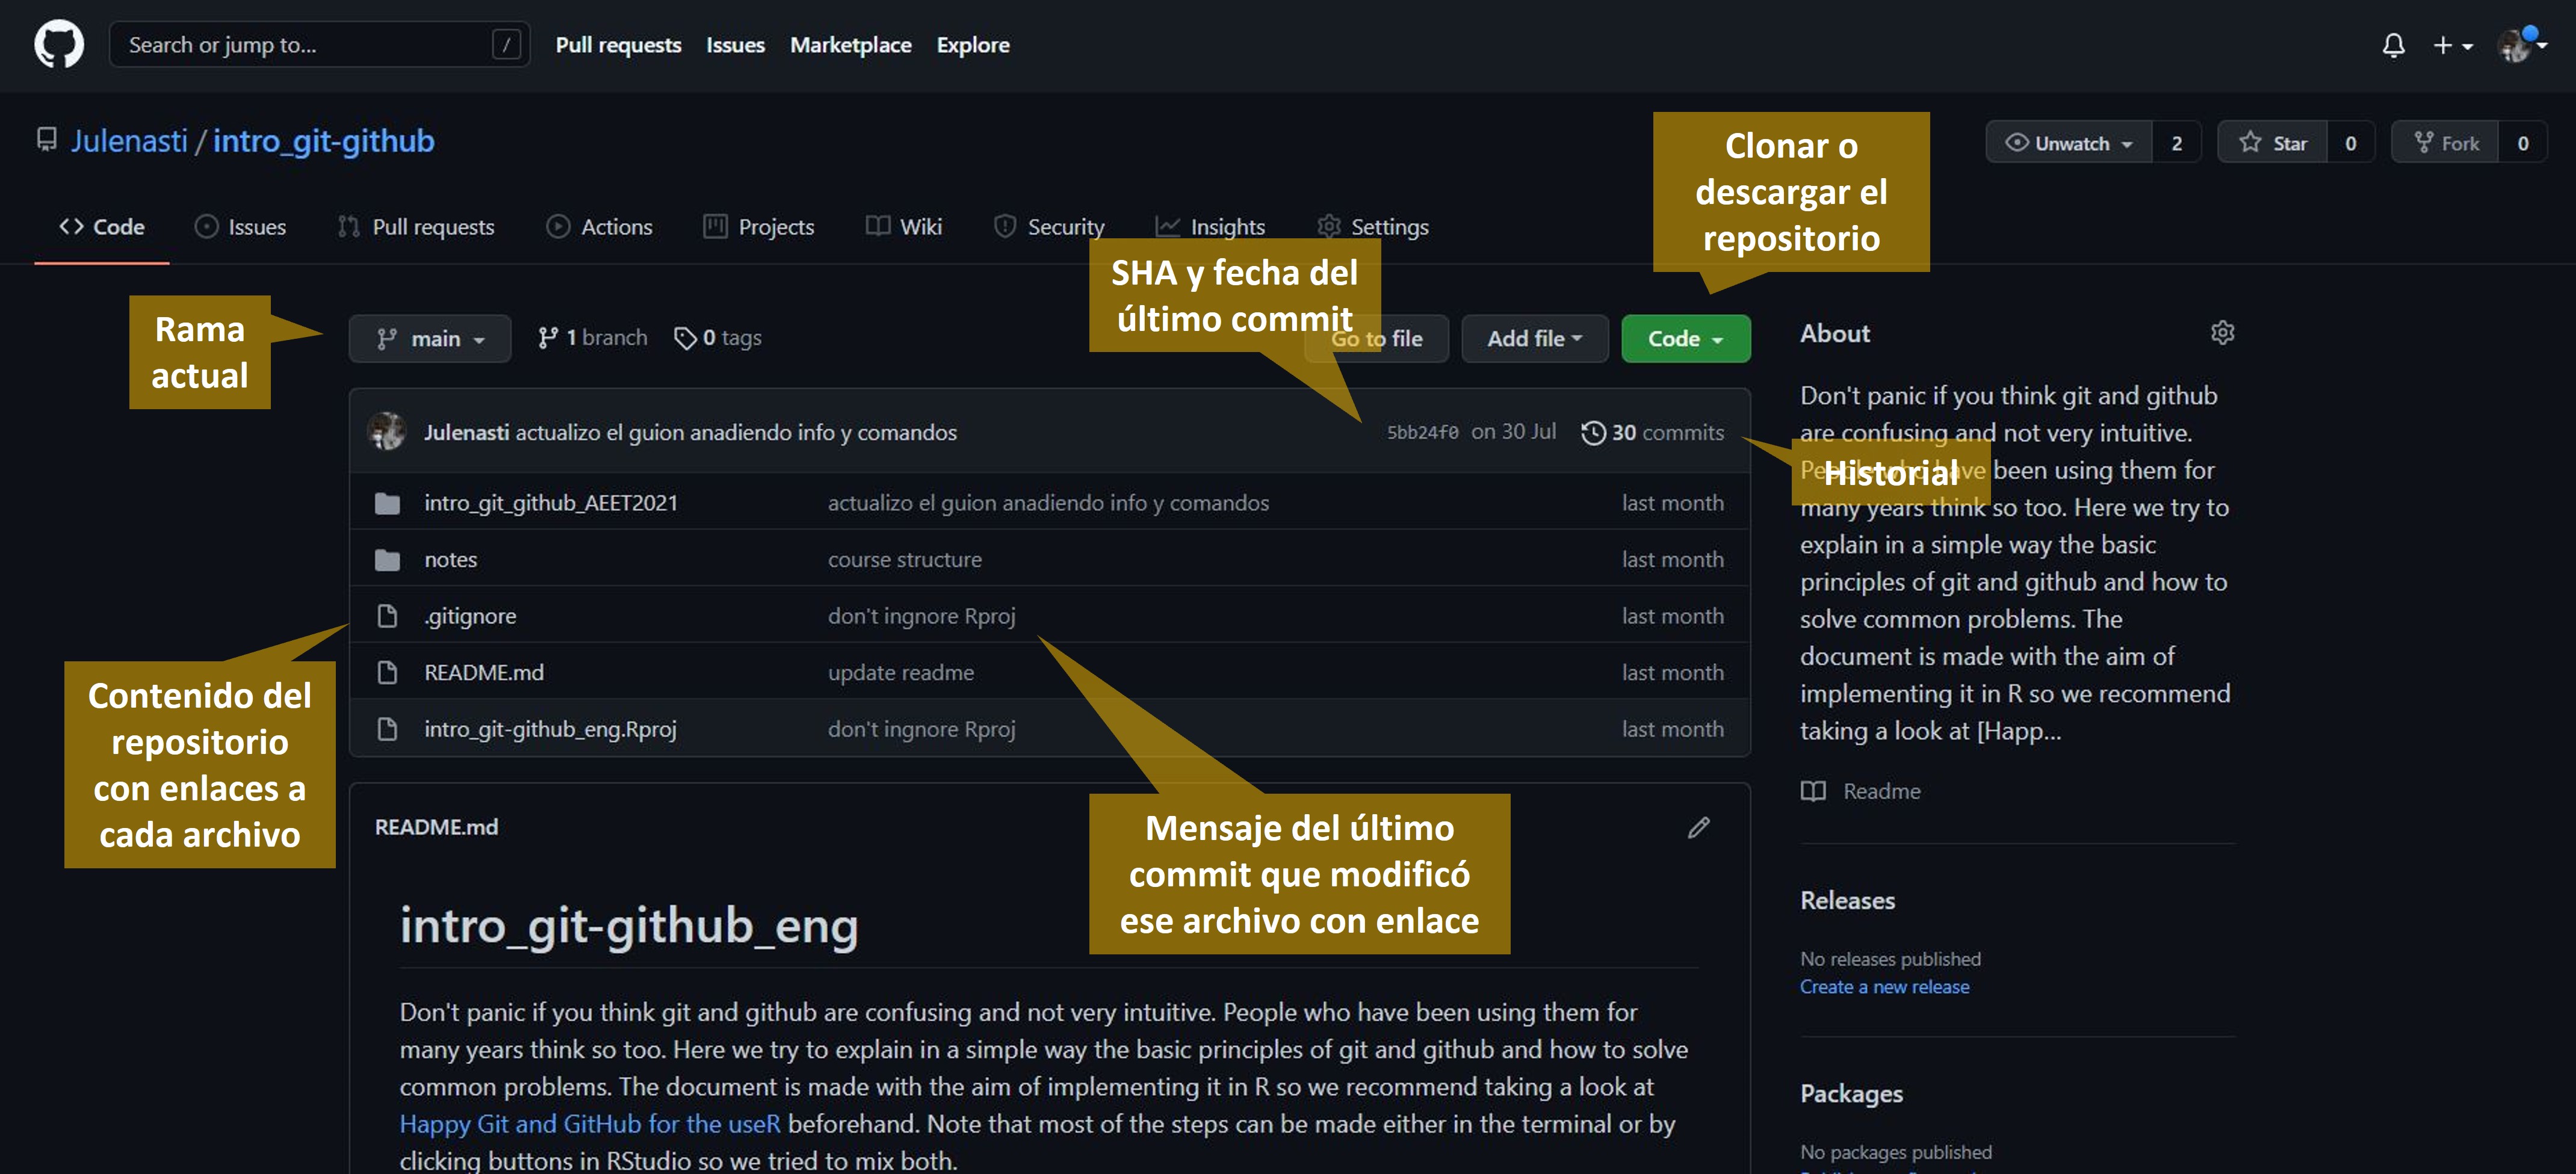 Search or jump to...
/
Pull requests
Issues
Marketplace
Explore
Julenasti / intro_git-github
Unwatch 2
Star 0
Fork 0
Code
Issues
Pull requests
Actions
Projects
Wiki
Security
Insights
Settings
Clonar o
descargar el
repositorio
SHA y fecha del
último commit
Rama
actual
main
1 branch
0 tags
Go to file
Add file
Code
Julenasti actualizo el guion anadiendo info y comandos
5bb24f0 on 30 Jul
30 commits
Historial
intro_git_github_AEET2021 actualizo el guion anadiendo info y comandos last month
notes course structure last month
.gitignore don't ingnore Rproj last month
README.md update readme last month
intro_git-github_eng.Rproj don't ingnore Rproj last month
Contenido del
repositorio
con enlaces a
cada archivo
Mensaje del último
commit que modificó
ese archivo con enlace
README.md
intro_git-github_eng
Don't panic if you think git and github are confusing and not very intuitive. People who have been using them for
many years think so too. Here we try to explain in a simple way the basic principles of git and github and how to solve
common problems. The document is made with the aim of implementing it in R so we recommend taking a look at
Happy Git and GitHub for the useR beforehand. Note that most of the steps can be made either in the terminal or by
clicking buttons in RStudio so we tried to mix both.
About
Don't panic if you think git and github
are confusing and not very intuitive.
People who have been using them for
many years think so too. Here we try to
explain in a simple way the basic
principles of git and github and how to
solve common problems. The
document is made with the aim of
implementing it in R so we recommend
taking a look at [Happ...
Readme
Releases
No releases published
Create a new release
Packages
No packages published